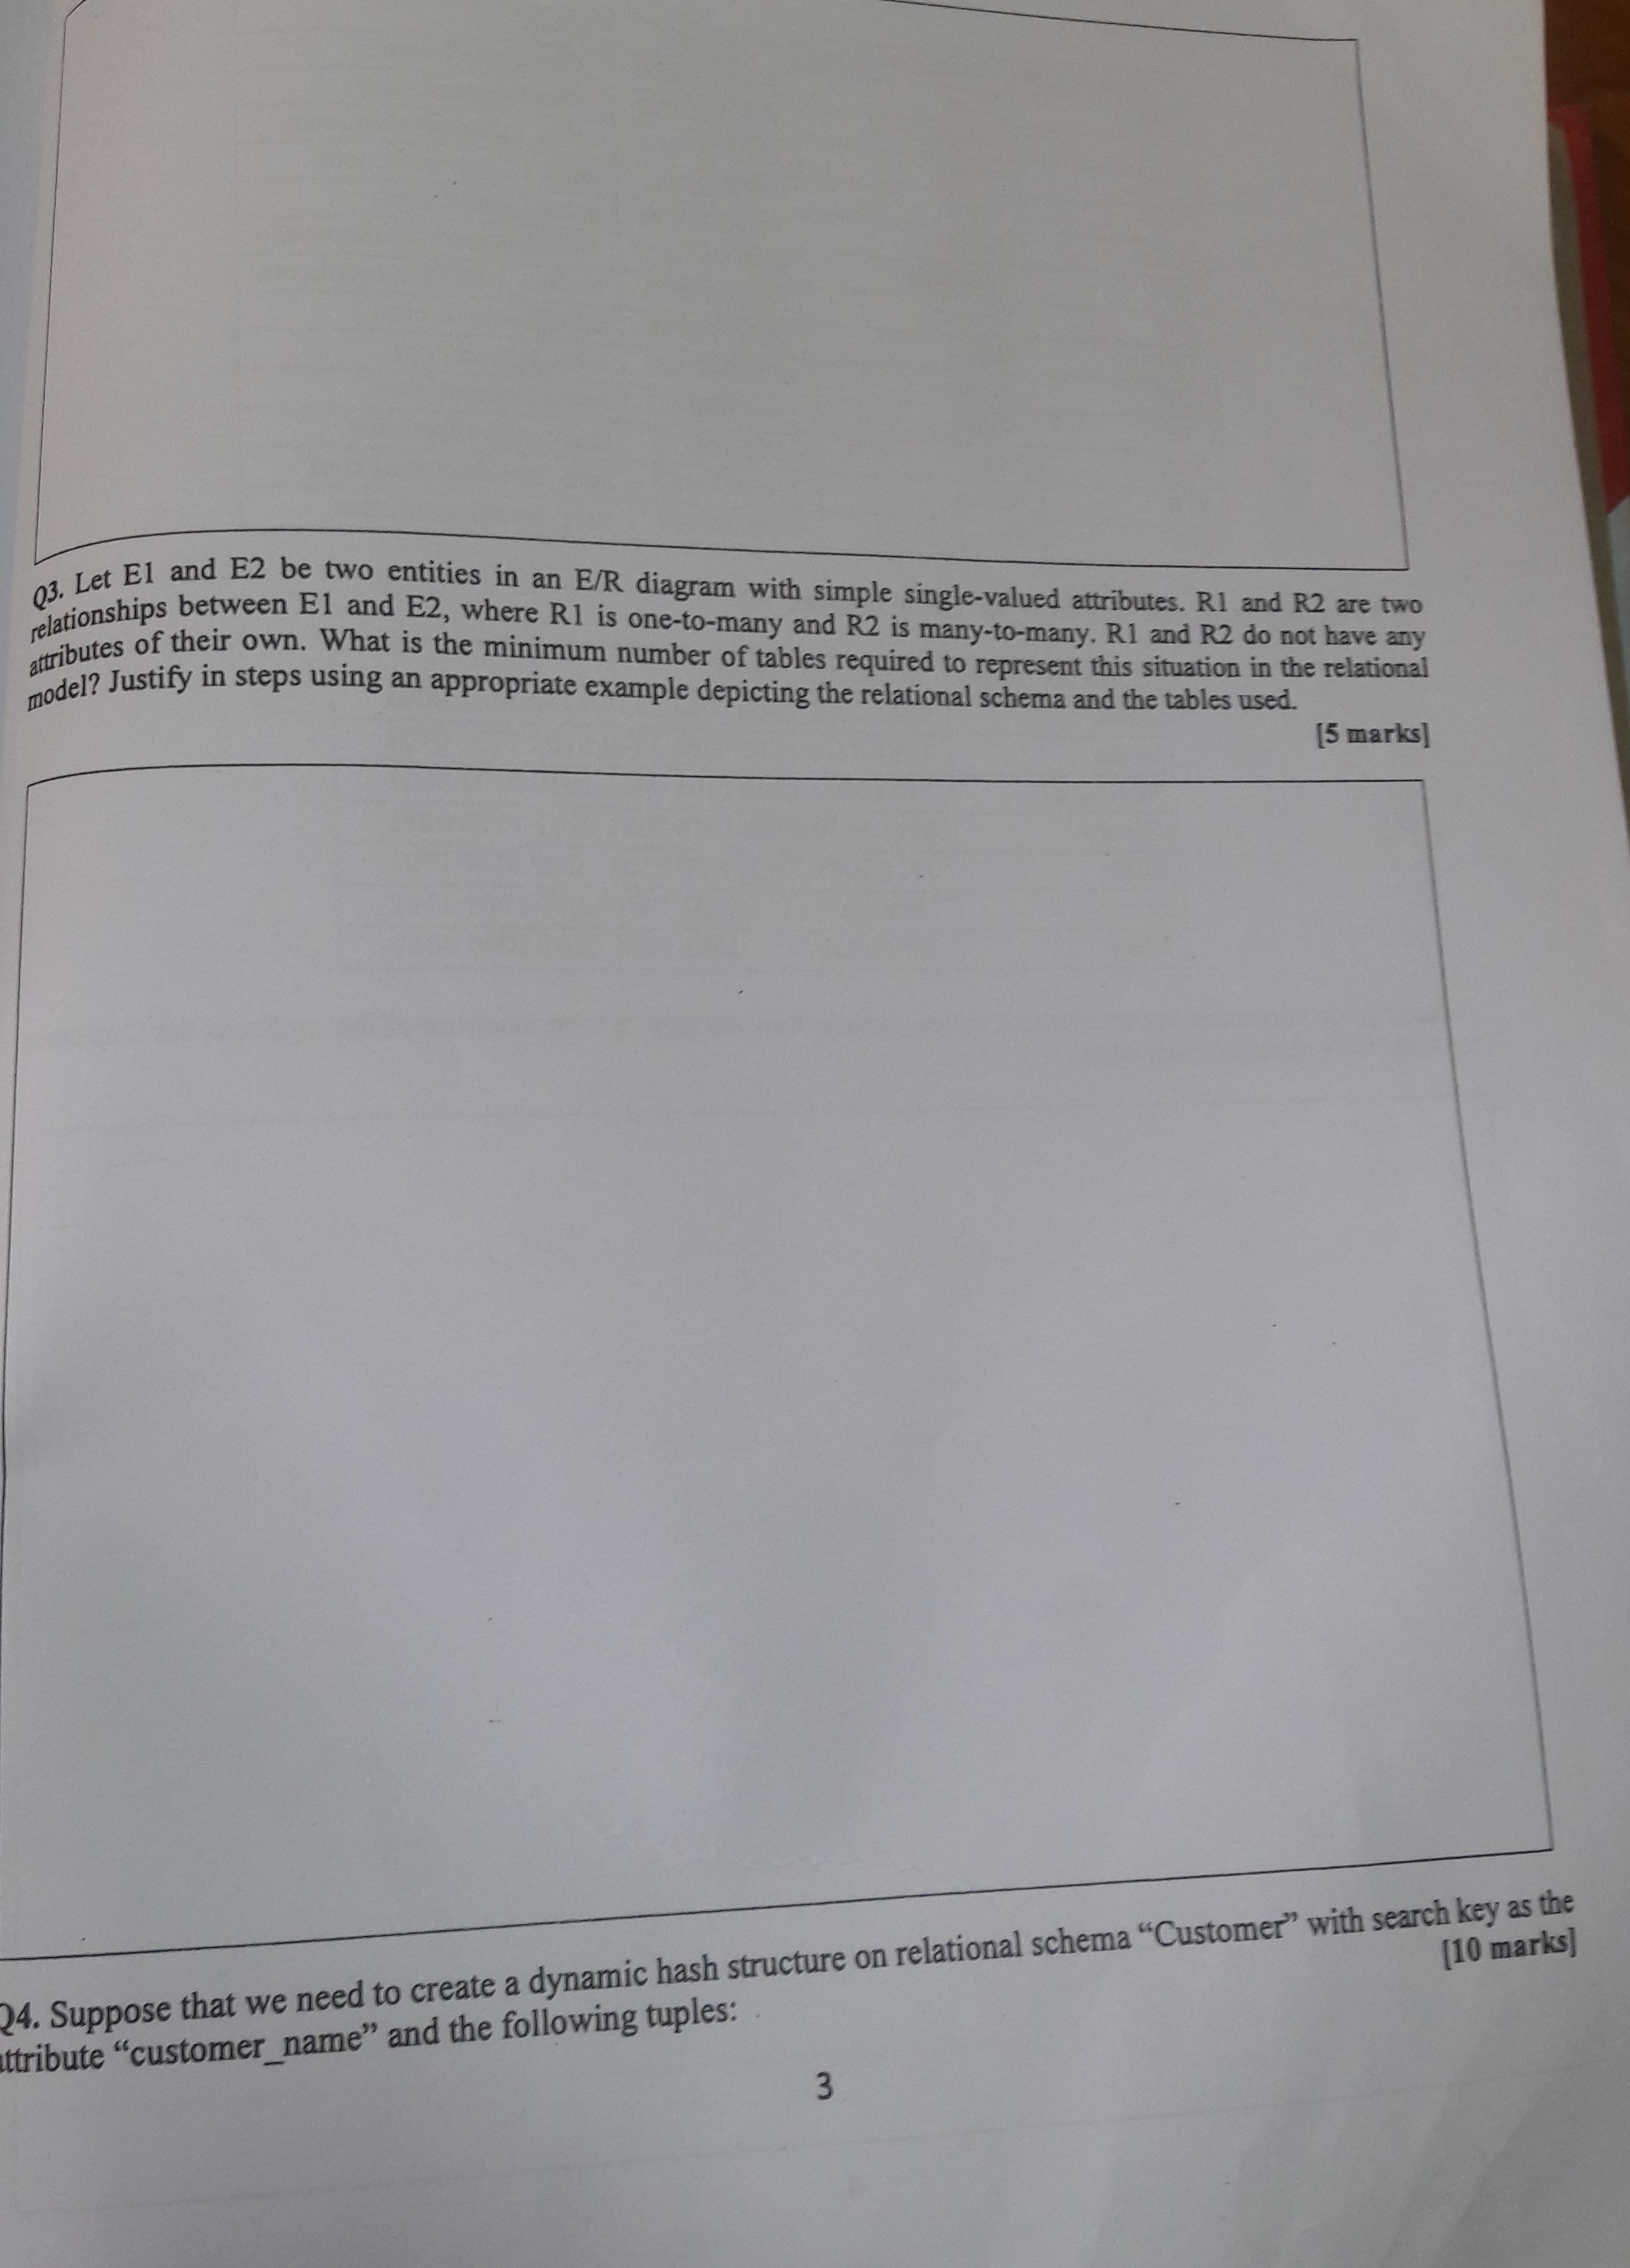 Q3. Let E1 and E2 be two entities in an E/R diagram with simple single-valued attributes. R1 and R2 are two
relationships between E1 and E2, where R1 is one-to-many and R2 is many-to-many. R1 and R2 do not have any
attributes of their own. What is the minimum number of tables required to represent this situation in the relational
model? Justify in steps using an appropriate example depicting the relational schema and the tables used.
[5 marks]
Q4. Suppose that we need to create a dynamic hash structure on relational schema “Customer” with search key as the
attribute “customer_name” and the following tuples:
[10 marks]
3